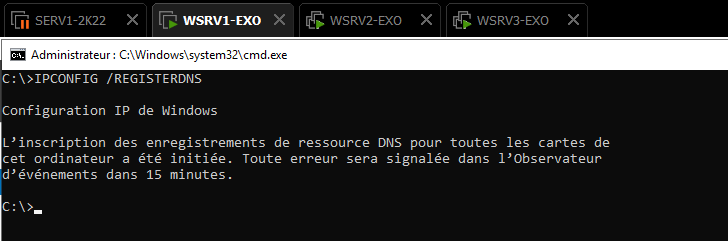 SERV1-2K22 WSRV1-EXO WSRV2-EXO WSRV3-EXO
Administrateur : C:\Windows\system32\cmd.exe
C:\>IPCONFIG /REGISTERDNS
Configuration IP de Windows
L’inscription des enregistrements de ressource DNS pour toutes les cartes de
cet ordinateur a été initiée. Toute erreur sera signalée dans l’Observateur
d’événements dans 15 minutes.
C:\>